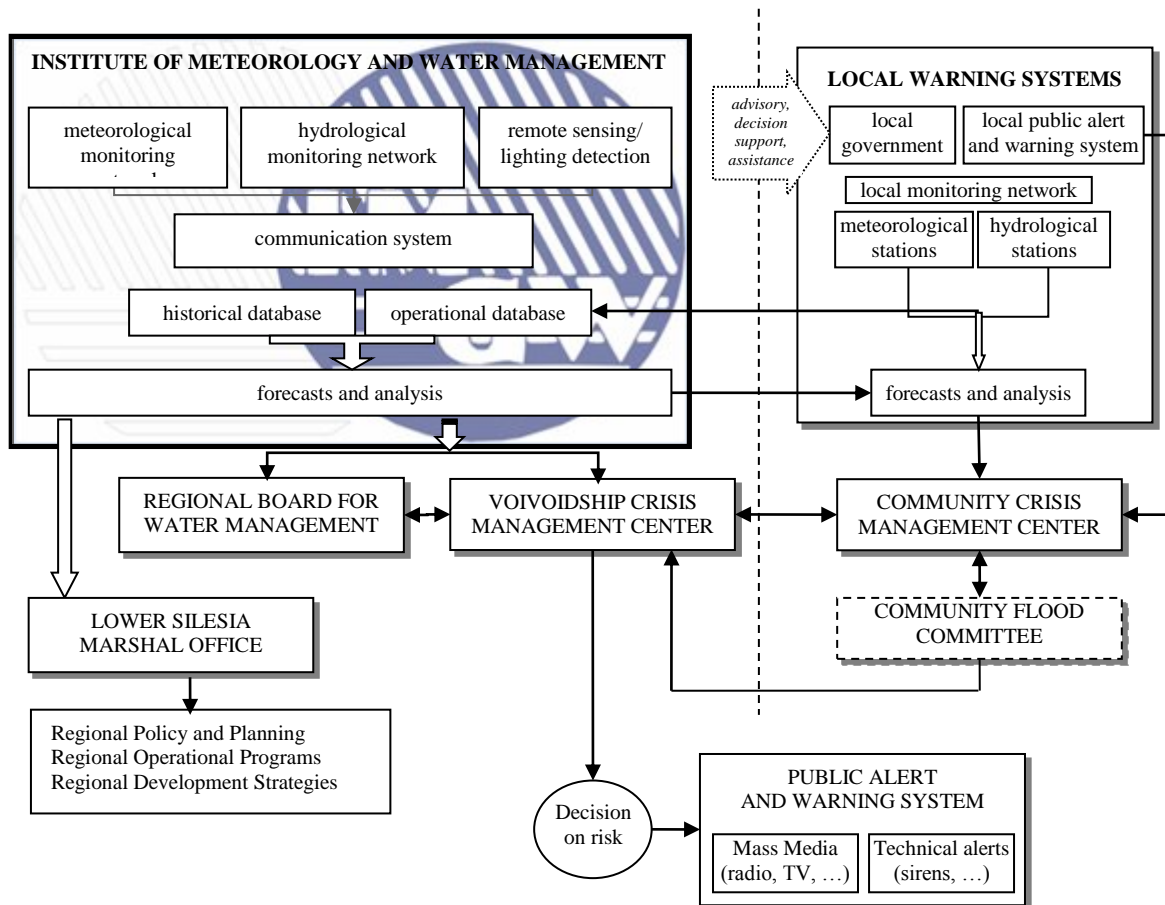 INSTITUTE OF METEOROLOGY AND WATER MANAGEMENT
meteorological
monitoring
hydrological
monitoring network
remote sensing/
lighting detection
communication system
historical database
operational database
forecasts and analysis
advisory,
decision
support,
assistance
LOCAL WARNING SYSTEMS
local
government
local public alert
and warning system
local monitoring network
meteorological
stations
hydrological
stations
forecasts and analysis
REGIONAL BOARD FOR
WATER MANAGEMENT
VOIVOIDSHIP CRISIS
MANAGEMENT CENTER
COMMUNITY CRISIS
MANAGEMENT CENTER
LOWER SILESIA
MARSHAL OFFICE
COMMUNITY FLOOD
COMMITTEE
Regional Policy and Planning
Regional Operational Programs
Regional Development Strategies
Decision
on risk
PUBLIC ALERT
AND WARNING SYSTEM
Mass Media
(radio, TV, …)
Technical alerts
(sirens, …)